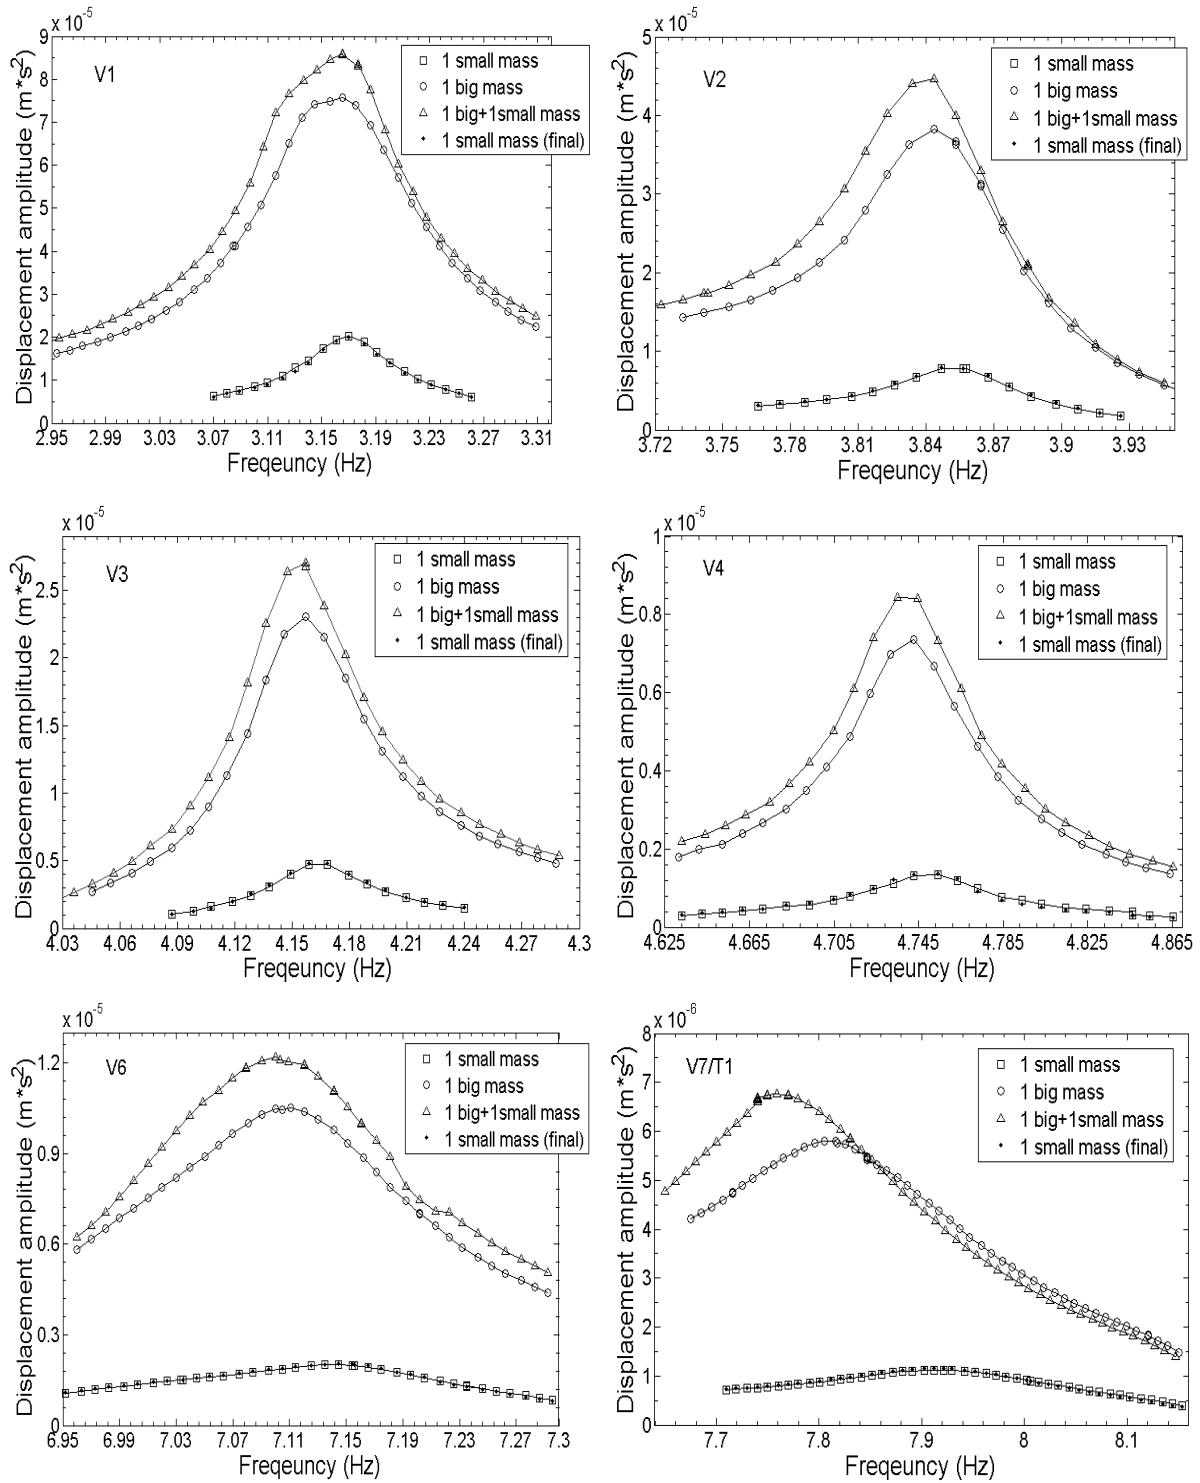 x 10^-5
Displacement amplitude (m*s^2)
9
8
7
6
5
4
3
2
1
0
V1
1 small mass
1 big mass
1 big+1small mass
1 small mass (final)
2.95 2.99 3.03 3.07 3.11 3.15 3.19 3.23 3.27 3.31
Freqeuncy (Hz)
x 10^-5
Displacement amplitude (m*s^2)
5
4
3
2
1
0
V2
1 small mass
1 big mass
1 big+1small mass
1 small mass (final)
3.72 3.75 3.78 3.81 3.84 3.87 3.9 3.93
Freqeuncy (Hz)
x 10^-5
Displacement amplitude (m*s^2)
2.5
2
1.5
1
0.5
0
V3
1 small mass
1 big mass
1 big+1small mass
1 small mass (final)
4.03 4.06 4.09 4.12 4.15 4.18 4.21 4.24 4.27 4.3
Freqeuncy (Hz)
x 10^-5
Displacement amplitude (m*s^2)
1
0.8
0.6
0.4
0.2
0
V4
1 small mass
1 big mass
1 big+1small mass
1 small mass (final)
4.625 4.665 4.705 4.745 4.785 4.825 4.865
Freqeuncy (Hz)
x 10^-5
Displacement amplitude (m*s^2)
1.2
0.9
0.6
0.3
0
V6
1 small mass
1 big mass
1 big+1small mass
1 small mass (final)
6.95 6.99 7.03 7.07 7.11 7.15 7.19 7.23 7.27 7.3
Freqeuncy (Hz)
x 10^-6
Displacement amplitude (m*s^2)
8
7
6
5
4
3
2
1
0
V7/T1
1 small mass
1 big mass
1 big+1small mass
1 small mass (final)
7.7 7.8 7.9 8 8.1
Freqeuncy (Hz)